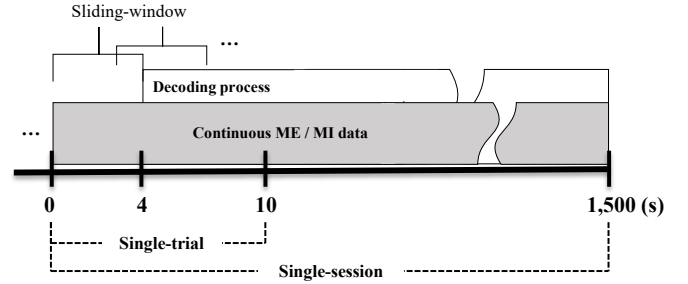 Sliding-window
...
Decoding process
... Continuous ME / MI data
0 4 10 1,500 (s)
Single-trial
Single-session